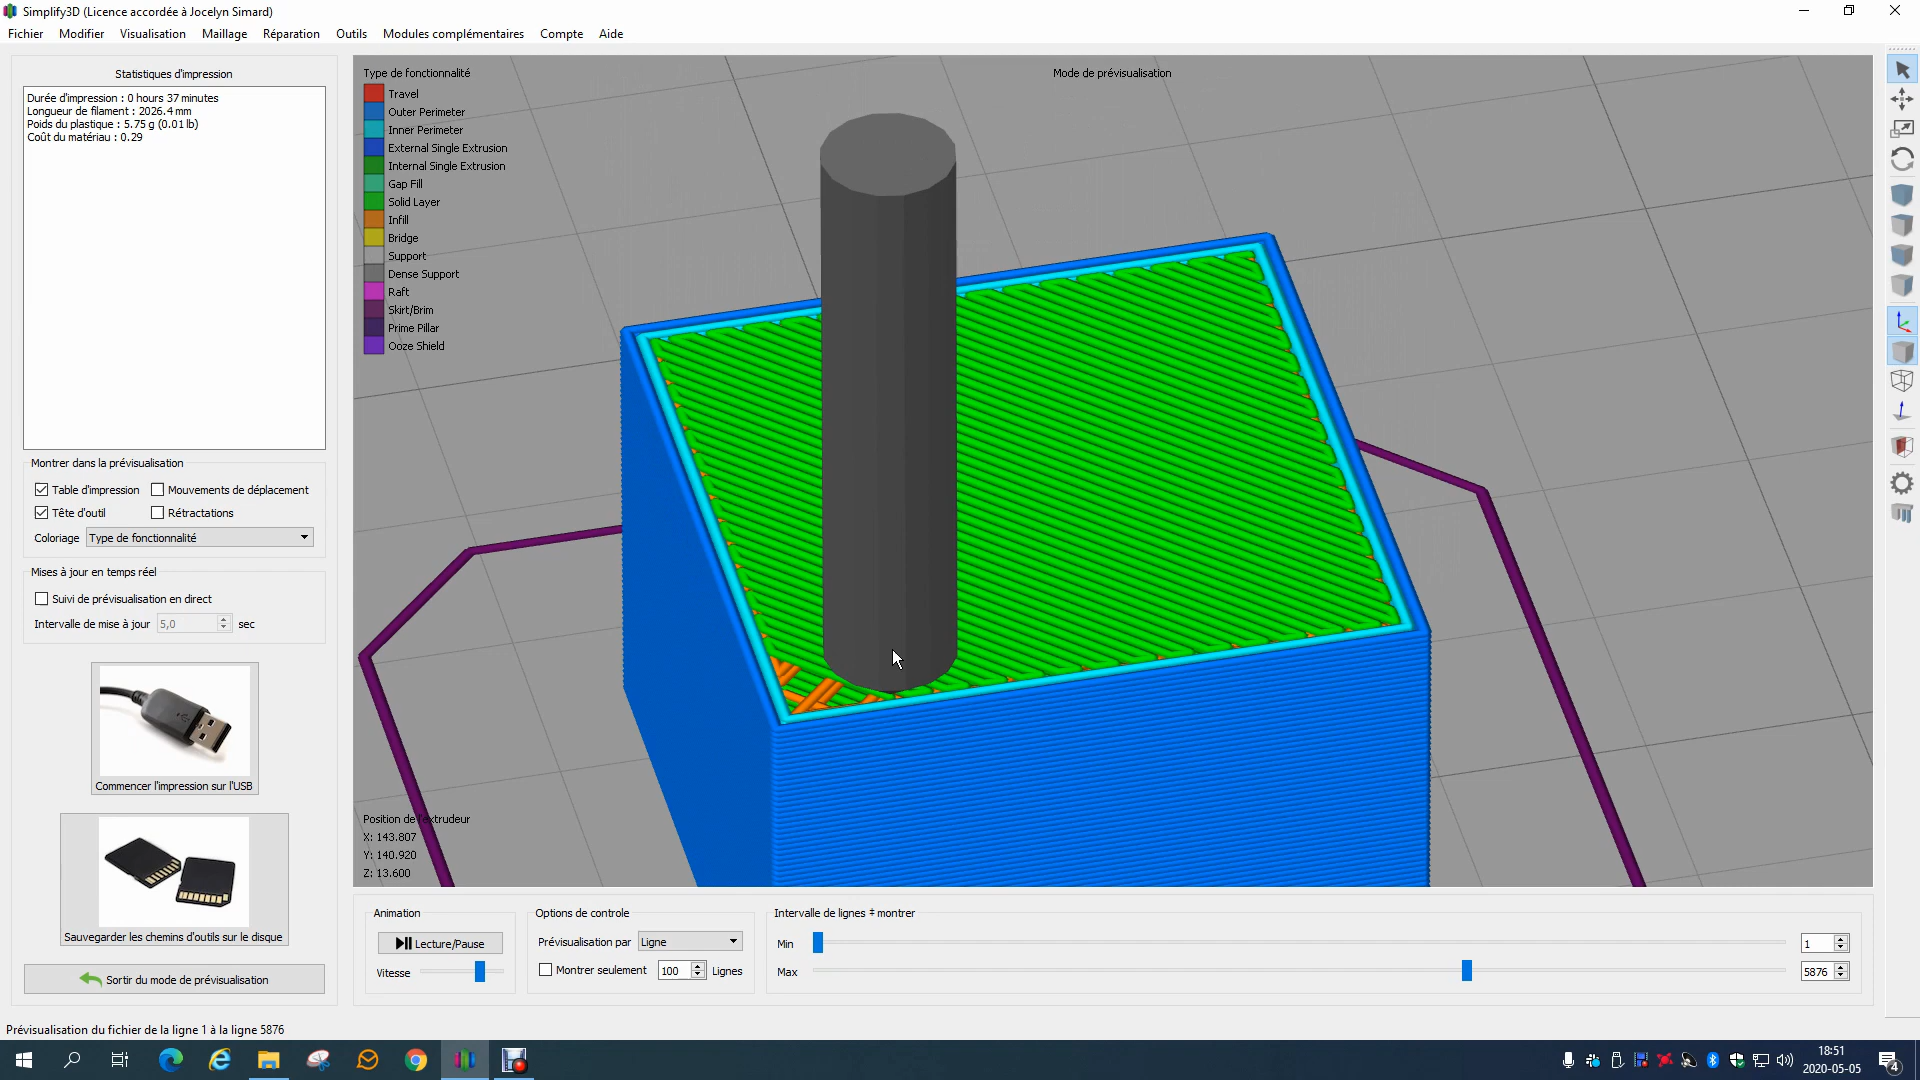 Simplify3D (Licence accordée à Jocelyn Simard)
Fichier Modifier Visualisation Maillage Réparation Outils Modules complémentaires Compte Aide
Statistiques d'impression
Durée d'impression : 0 hours 37 minutes
Longueur de filament : 2026.4 mm
Poids du plastique : 5.75 g (0.01 lb)
Coût du matériau : 0.29
Montrer dans la prévisualisation
Table d'impression Mouvements de déplacement
Tête d'outil Rétractations
Coloriage Type de fonctionnalité
Mises à jour en temps réel
Suivi de prévisualisation en direct
Intervalle de mise à jour 5,0 sec
Commencer l'impression sur l'USB
Sauvegarder les chemins d'outils sur le disque
Sortir du mode de prévisualisation
Type de fonctionnalité
Travel
Outer Perimeter
Inner Perimeter
External Single Extrusion
Internal Single Extrusion
Gap Fill
Solid Layer
Infill
Bridge
Support
Dense Support
Raft
Skirt/Brim
Prime Pillar
Ooze Shield
Mode de prévisualisation
Position de l'extrudeur
X: 143.807
Y: 140.920
Z: 13.600
Animation
Lecture/Pause
Vitesse
Options de controle
Prévisualisation par Ligne
Montrer seulement 100 Lignes
Intervalle de lignes ‡ montrer
Min 1
Max 5876
Prévisualisation du fichier de la ligne 1 à la ligne 5876
18:51
2020-05-05
4